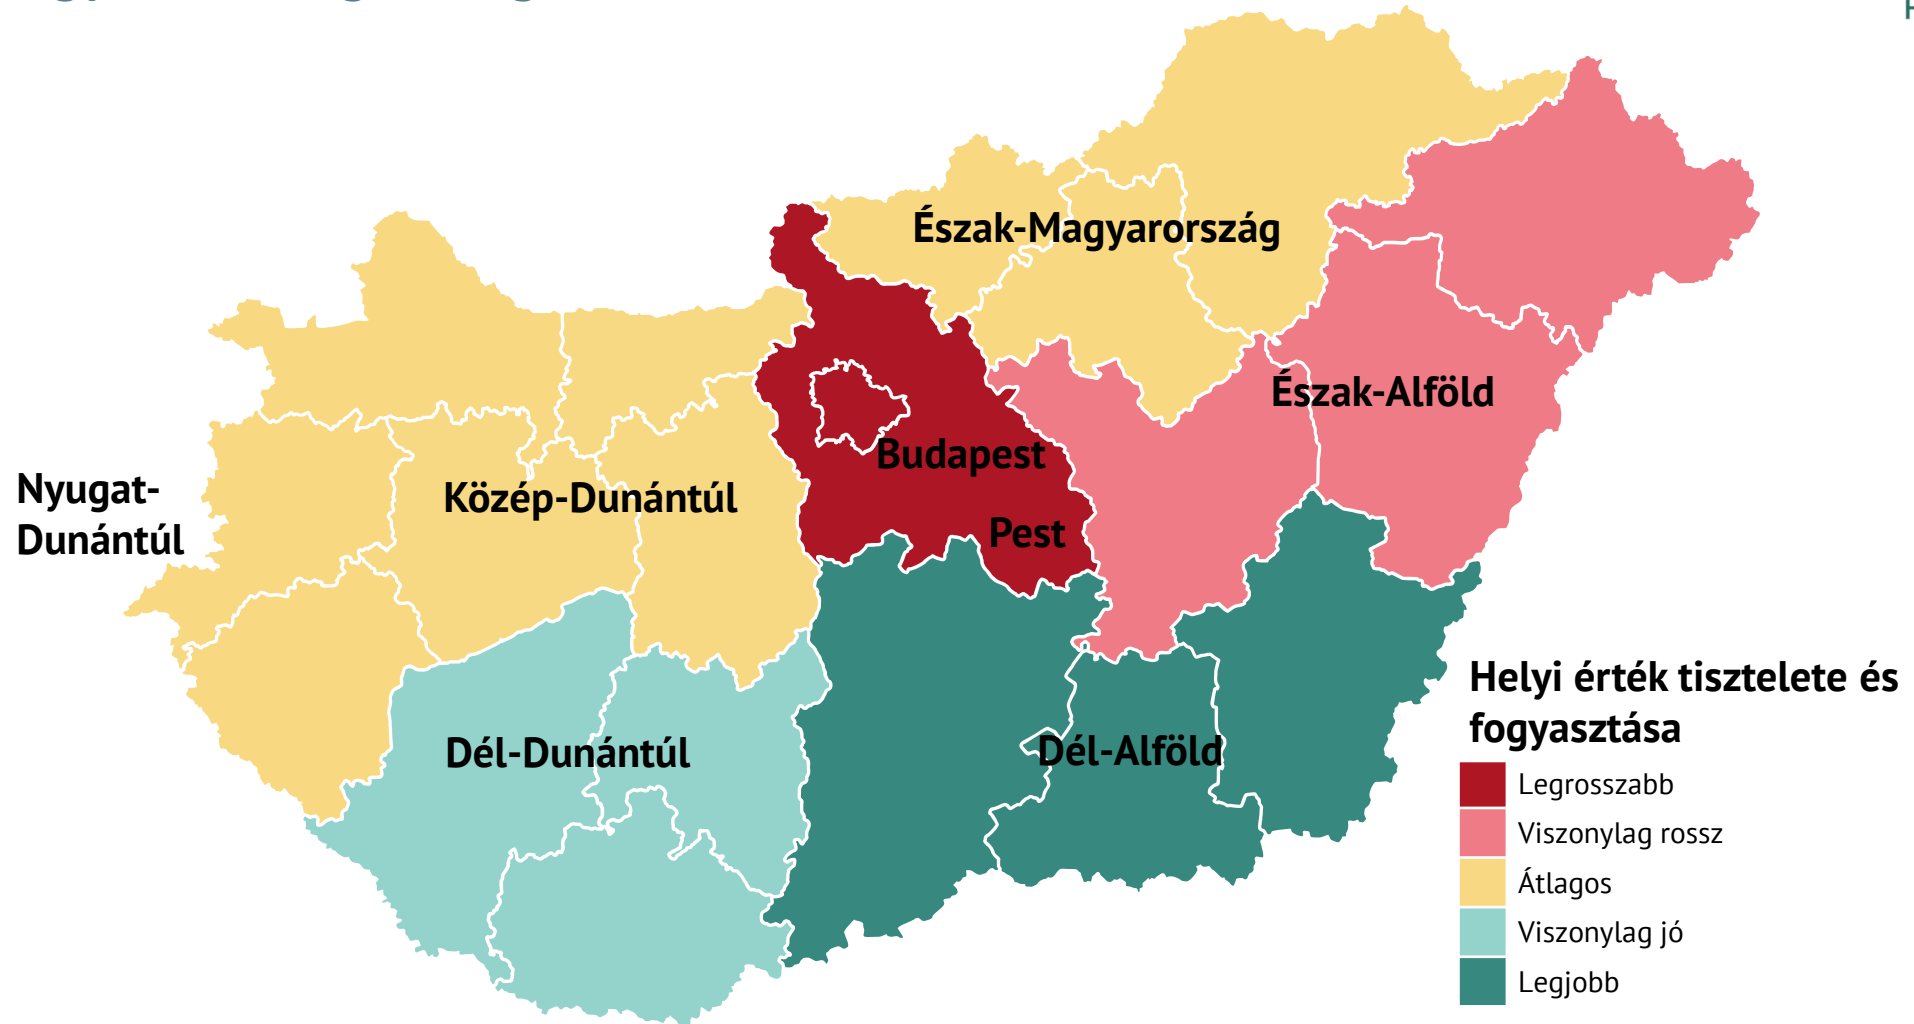 Észak-Magyarország
Észak-Alföld
Budapest
Nyugat-
Dunántúl
Közép-Dunántúl
Pest
Dél-Dunántúl
Dél-Alföld
Helyi érték tisztelete és
fogyasztása
Legrosszabb
Viszonylag rossz
Átlagos
Viszonylag jó
Legjobb